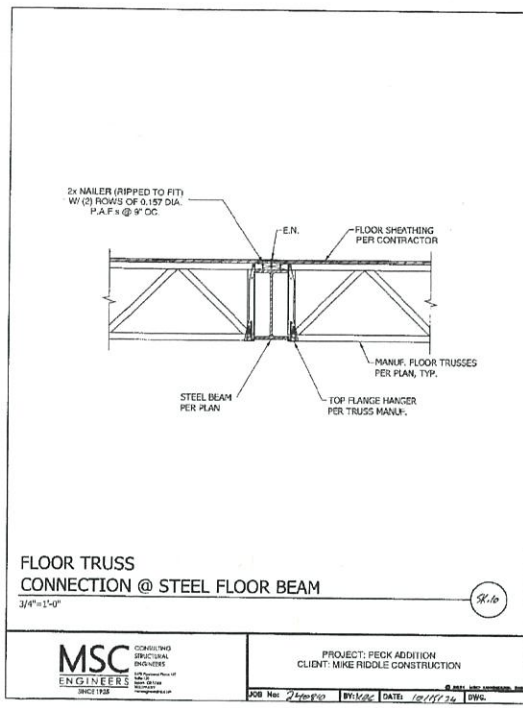 2x NAILER (RIPPED TO FIT)
W/ (2) ROWS OF 0.157 DIA.
P.A.F.s @ 9" OC.
E.N.
FLOOR SHEATHING
PER CONTRACTOR
MANUF. FLOOR TRUSSES
PER PLAN, TYP.
STEEL BEAM
PER PLAN
TOP FLANGE HANGER
PER TRUSS MANUF.
FLOOR TRUSS
CONNECTION @ STEEL FLOOR BEAM
3/4"=1'-0"
SK.10
MSC
ENGINEERS
SINCE 1925
CONSULTING
STRUCTURAL
ENGINEERS
PROJECT: PECK ADDITION
CLIENT: MIKE RIDDLE CONSTRUCTION
JOB No:
BY:
DATE:
DWG.